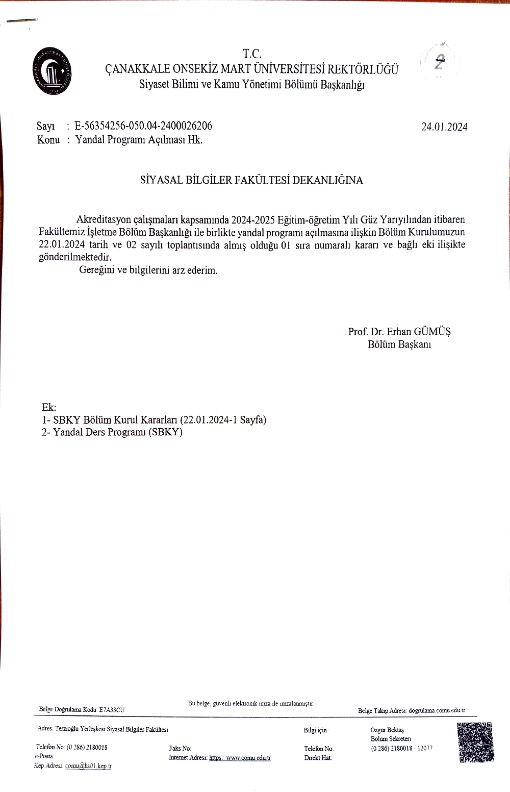 T.C.
ÇANAKKALE ONSEKİZ MART ÜNİVERSİTESİ REKTÖRLÜĞÜ
Siyaset Bilimi ve Kamu Yönetimi Bölümü Başkanlığı
2
Sayı : E-56354256-050.04-2400026206
24.01.2024
Konu : Yandal Programı Açılması Hk.
SİYASAL BİLGİLER FAKÜLTESİ DEKANLIĞINA
Akreditasyon çalışmaları kapsamında 2024-2025 Eğitim-öğretim Yılı Güz Yarıyılından itibaren
Fakültemiz İşletme Bölüm Başkanlığı ile birlikte yandal programı açılmasına ilişkin Bölüm Kurulumuzun
22.01.2024 tarih ve 02 sayılı toplantısında almış olduğu 01 sıra numaralı kararı ve bağlı eki ilişikte
gönderilmektedir.
Gereğini ve bilgilerini arz ederim.
Prof. Dr. Erhan GÜMÜŞ
Bölüm Başkanı
Ek:
1- SBKY Bölüm Kurul Kararları (22.01.2024-1 Sayfa)
2- Yandal Ders Programı (SBKY)
Bu belge, güvenli elektronik imza ile imzalanmıştır.
Belge Doğrulama Kodu: E7A33CU
Belge Takip Adresi: dogrulama.comu.edu.tr
Adres: Terzioğlu Yerleşkesi Siyasal Bilgiler Fakültesi
Bilgi için
Özgür Bektaş
Bölüm Sekreteri
Telefon No: (0 286) 2180018
Faks No:
Telefon No:
(0 286) 2180018 - 12077
e-Posta:
İnternet Adresi: https://www.comu.edu.tr
Direkt Hat:
Kep Adresi: comu@hs01.kep.tr